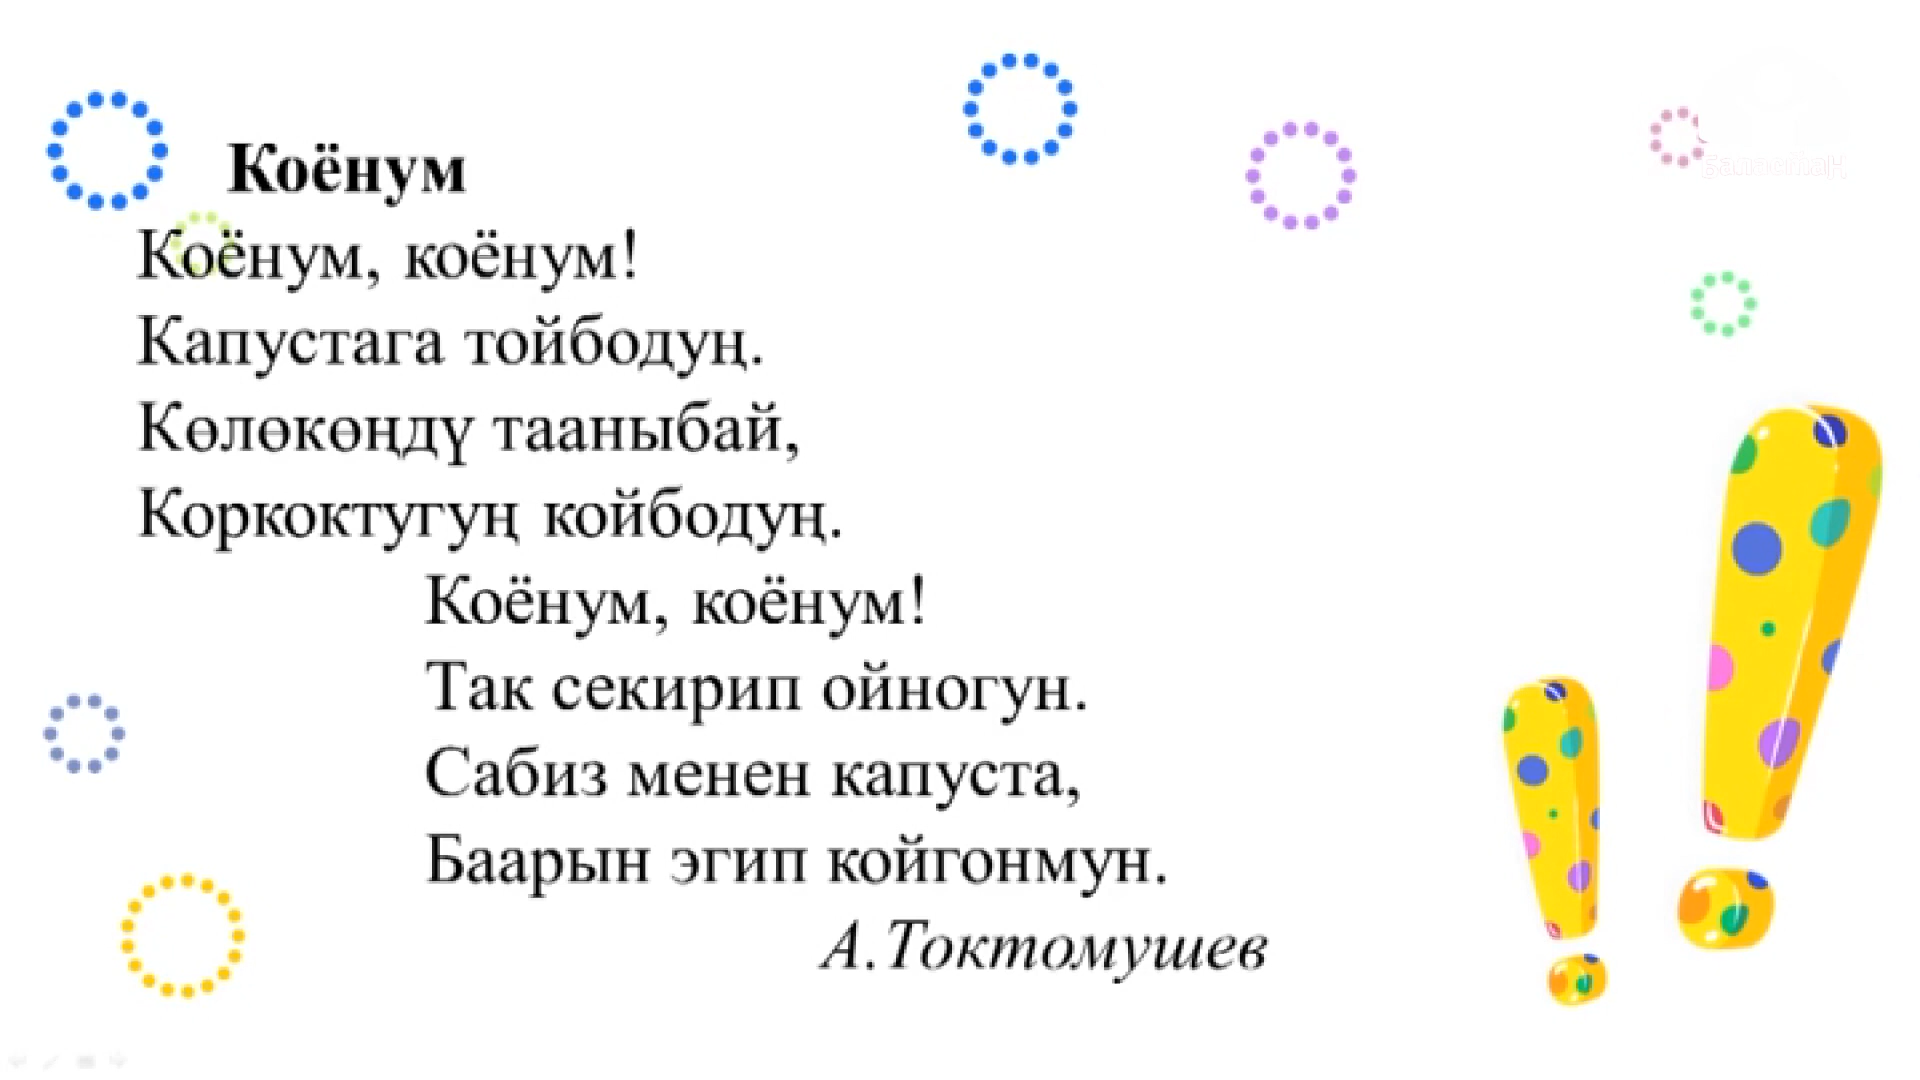 Коёнум
Коёнум, коёнум!
Капустага тойбодуң.
Көлөкөңдү тааныбай,
Коркоктугуң койбодуң.
Коёнум, коёнум!
Так секирип ойногун.
Сабиз менен капуста,
Баарын эгип койгонмун.
А.Токтомушев